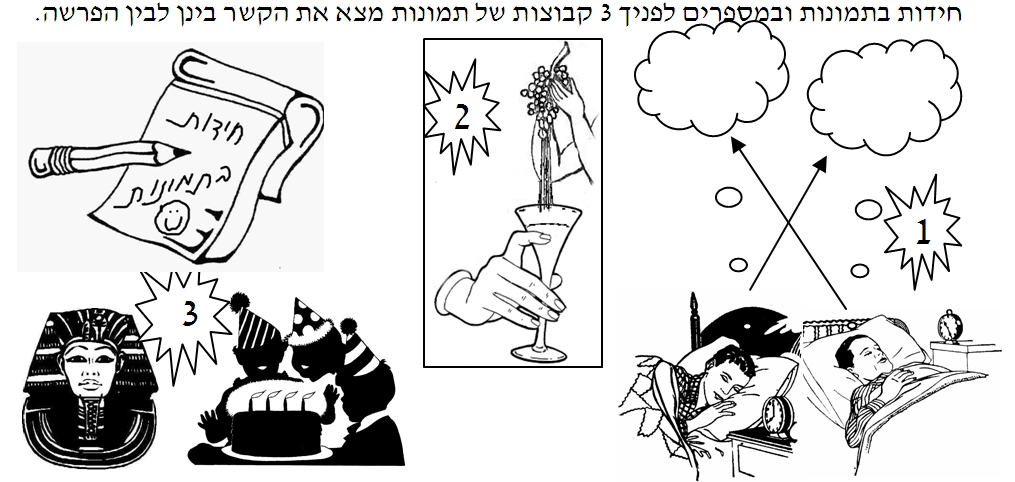 חידות בתמונות ובמספרים לפניך 3 קבוצות של תמונות מצא את הקשר בינן לבין הפרשה.
1
2
חידות
בתמונות
3